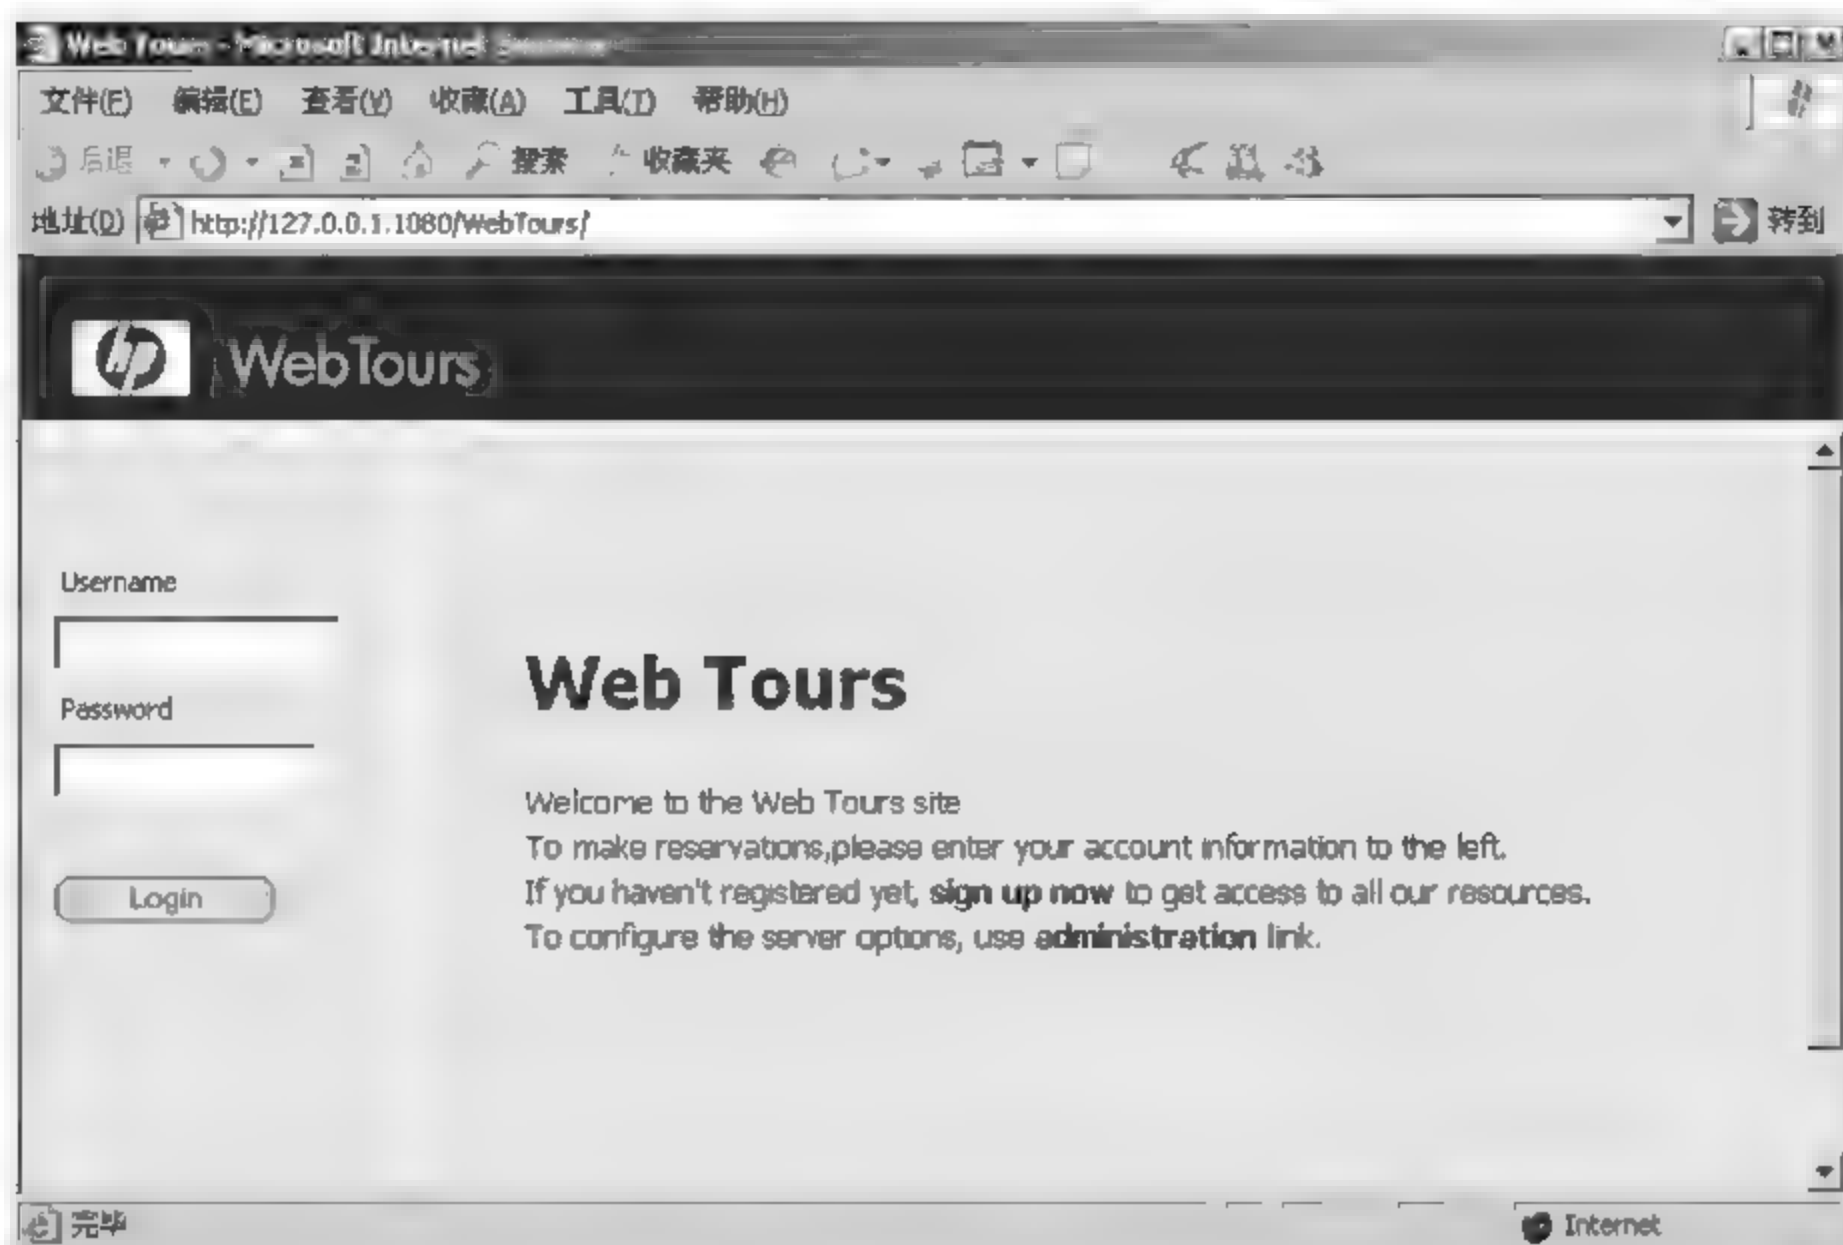 Web Tours - Microsoft Internet
文件(F) 编辑(E) 查看(V) 收藏(A) 工具(T) 帮助(H)
后退 搜索 收藏夹
地址(D) http://127.0.0.1.1080/WebTours/ 转到
hp WebTours
Username
Password
Login
Web Tours
Welcome to the Web Tours site
To make reservations,please enter your account information to the left.
If you haven't registered yet, sign up now to get access to all our resources.
To configure the server options, use administration link.
完毕 Internet